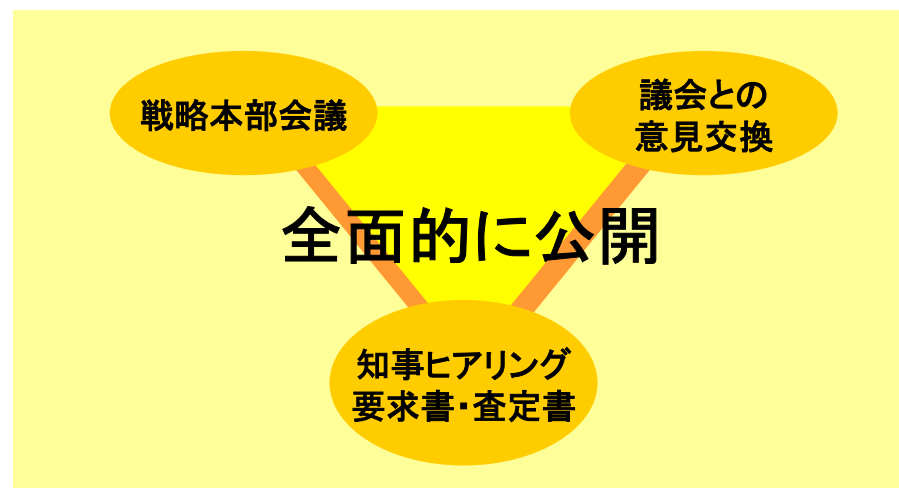 戦略本部会議
議会との
意見交換
全面的に公開
知事ヒアリング
要求書・査定書